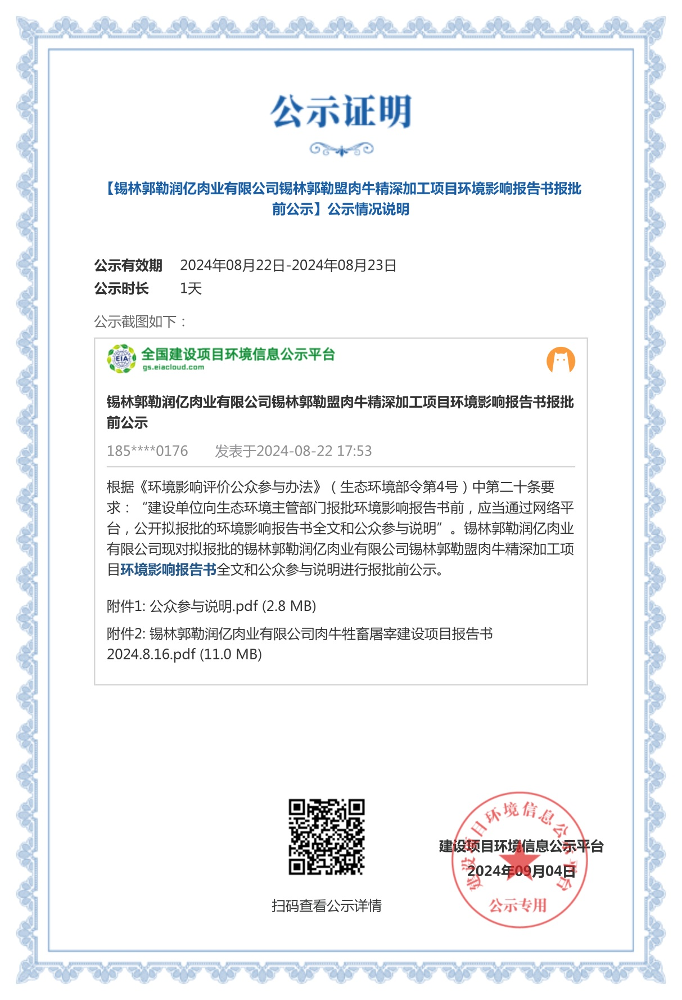 公示证明
【锡林郭勒润亿肉业有限公司锡林郭勒盟肉牛精深加工项目环境影响报告书报批
前公示】公示情况说明
公示有效期 2024年08月22日-2024年08月23日
公示时长 1天
公示截图如下：
EIA 全国建设项目环境信息公示平台
gs.eiacloud.com
锡林郭勒润亿肉业有限公司锡林郭勒盟肉牛精深加工项目环境影响报告书报批
前公示
185****0176 发表于2024-08-22 17:53
根据《环境影响评价公众参与办法》（生态环境部令第4号）中第二十条要
求：“建设单位向生态环境主管部门报批环境影响报告书前，应当通过网络平
台，公开拟报批的环境影响报告书全文和公众参与说明”。锡林郭勒润亿肉业
有限公司现对拟报批的锡林郭勒润亿肉业有限公司锡林郭勒盟肉牛精深加工项
目环境影响报告书全文和公众参与说明进行报批前公示。
附件1: 公众参与说明.pdf (2.8 MB)
附件2: 锡林郭勒润亿肉业有限公司肉牛牲畜屠宰建设项目报告书
2024.8.16.pdf (11.0 MB)
扫码查看公示详情
建设项目环境信息公示平台
2024年09月04日
建设项目环境信息公示平台
公示专用